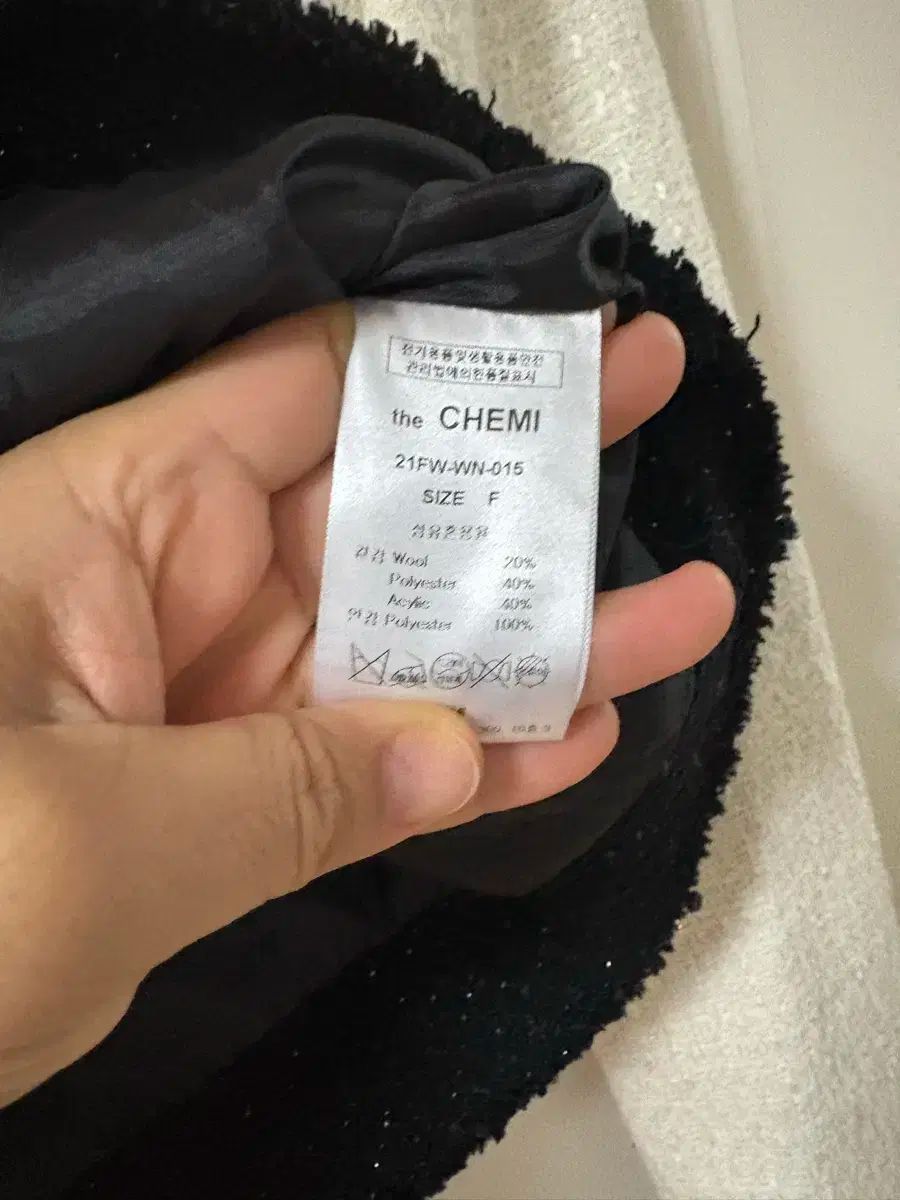 전기용품및생활용품안전
관리법에의한품질표시
the CHEMI
21FW-WN-015
SIZE F
섬유혼용율
겉감 Wool 20%
Polyester 40%
Acylic 40%
안감 Polyester 100%